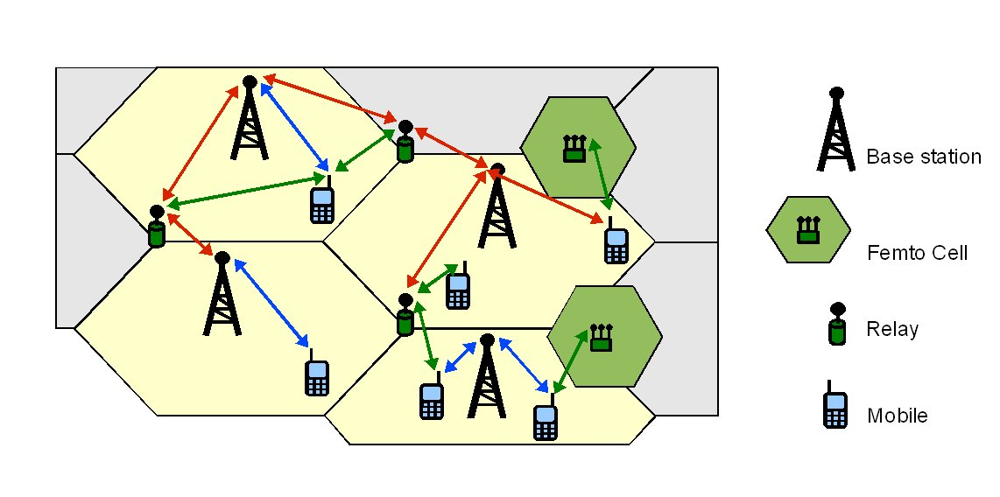 Base station
Femto Cell
Relay
Mobile